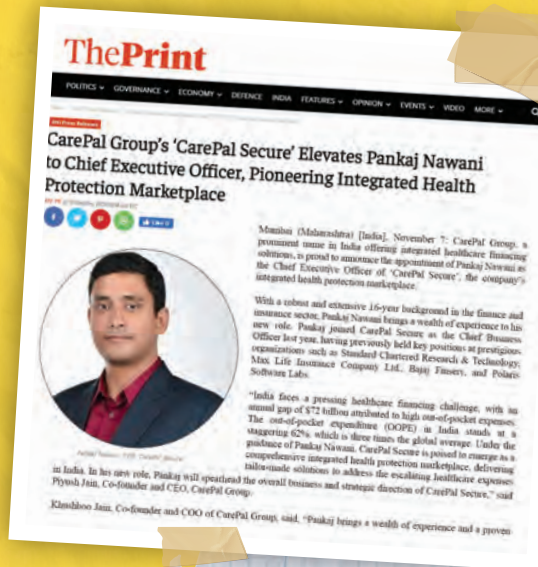 ThePrint
POLITICS GOVERNANCE ECONOMY DEFENCE INDIA FEATURES OPINION EVENTS VIDEO MORE
CarePal Group's 'CarePal Secure' Elevates Pankaj Nawani
to Chief Executive Officer, Pioneering Integrated Health
Protection Marketplace
Mumbai (Maharashtra) [India], November 7: CarePal Group, a
prominent name in India offering integrated healthcare financing
solutions, is proud to announce the appointment of Pankaj Nawani as
the Chief Executive Officer of 'CarePal Secure', the company's
integrated health protection marketplace.
With a robust and extensive 16-year background in the finance and
insurance sector, Pankaj Nawani brings a wealth of experience to his
new role. Pankaj joined CarePal Secure as the Chief Business
Officer last year, having previously held key positions at prestigious
organizations such as Standard Chartered Research & Technology,
Max Life Insurance Company Ltd., Bajaj Finserv, and Polaris
Software Labs.
"India faces a pressing healthcare financing challenge, with an
annual gap of $72 billion attributed to high out-of-pocket expenses.
The out-of-pocket expenditure (OOPE) in India stands at a
staggering 62%, which is three times the global average. Under the
guidance of Pankaj Nawani, CarePal Secure is poised to emerge as a
comprehensive integrated health protection marketplace, delivering
tailor-made solutions to address the escalating healthcare expenses
in India. In his new role, Pankaj will spearhead the overall business and strategic direction of CarePal Secure," said
Piyush Jain, Co-founder and CEO, CarePal Group.
Khushboo Jain, Co-founder and COO of CarePal Group, said, "Pankaj brings a wealth of experience and a proven